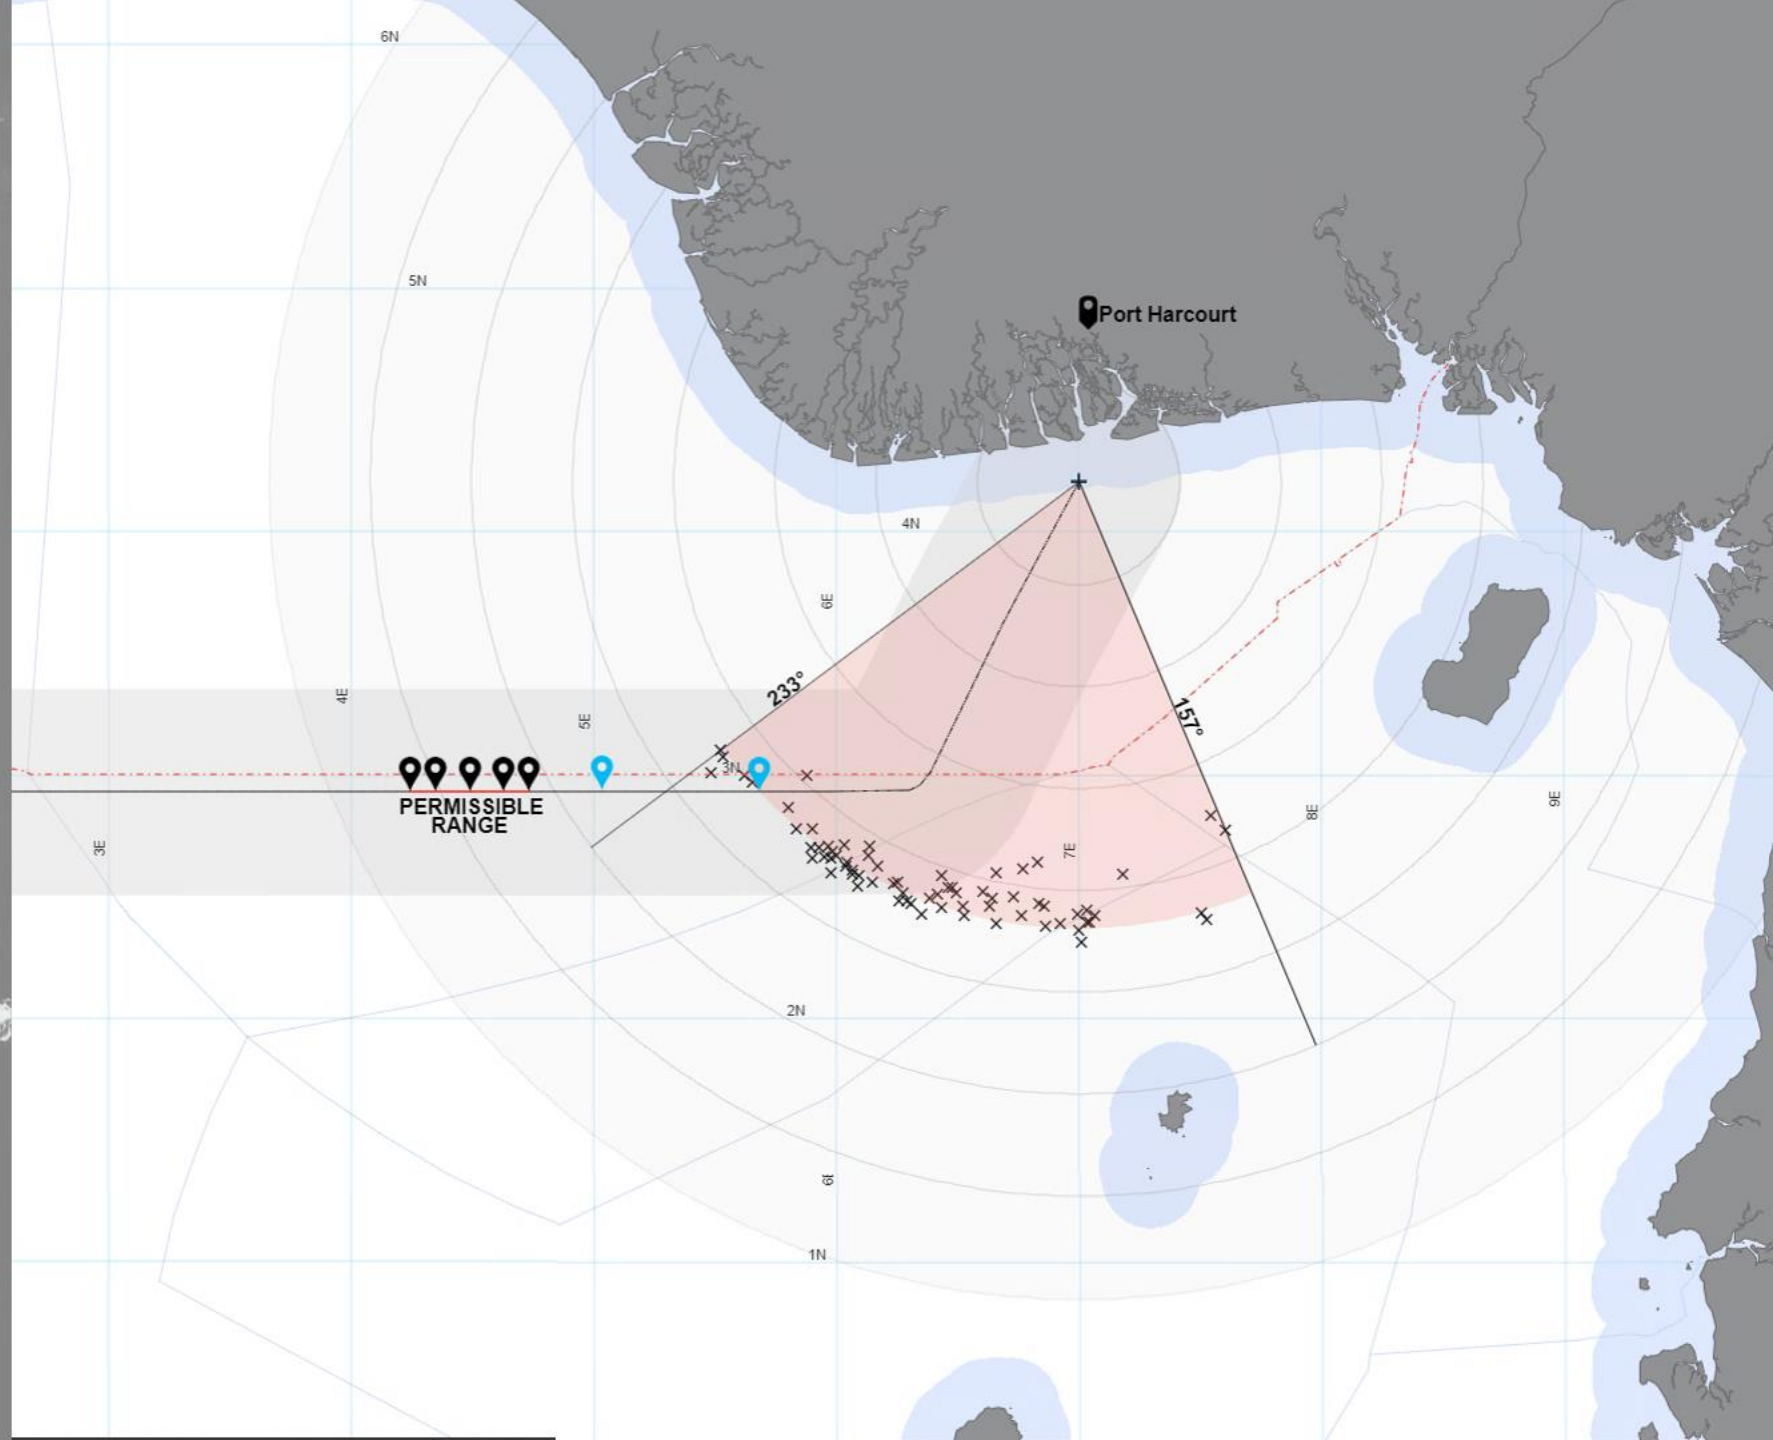 6N
5N
Port Harcourt
4N
6E
4E
233°
5E
157°
3N
PERMISSIBLE
RANGE
9E
8E
3E
7E
2N
6E
1N